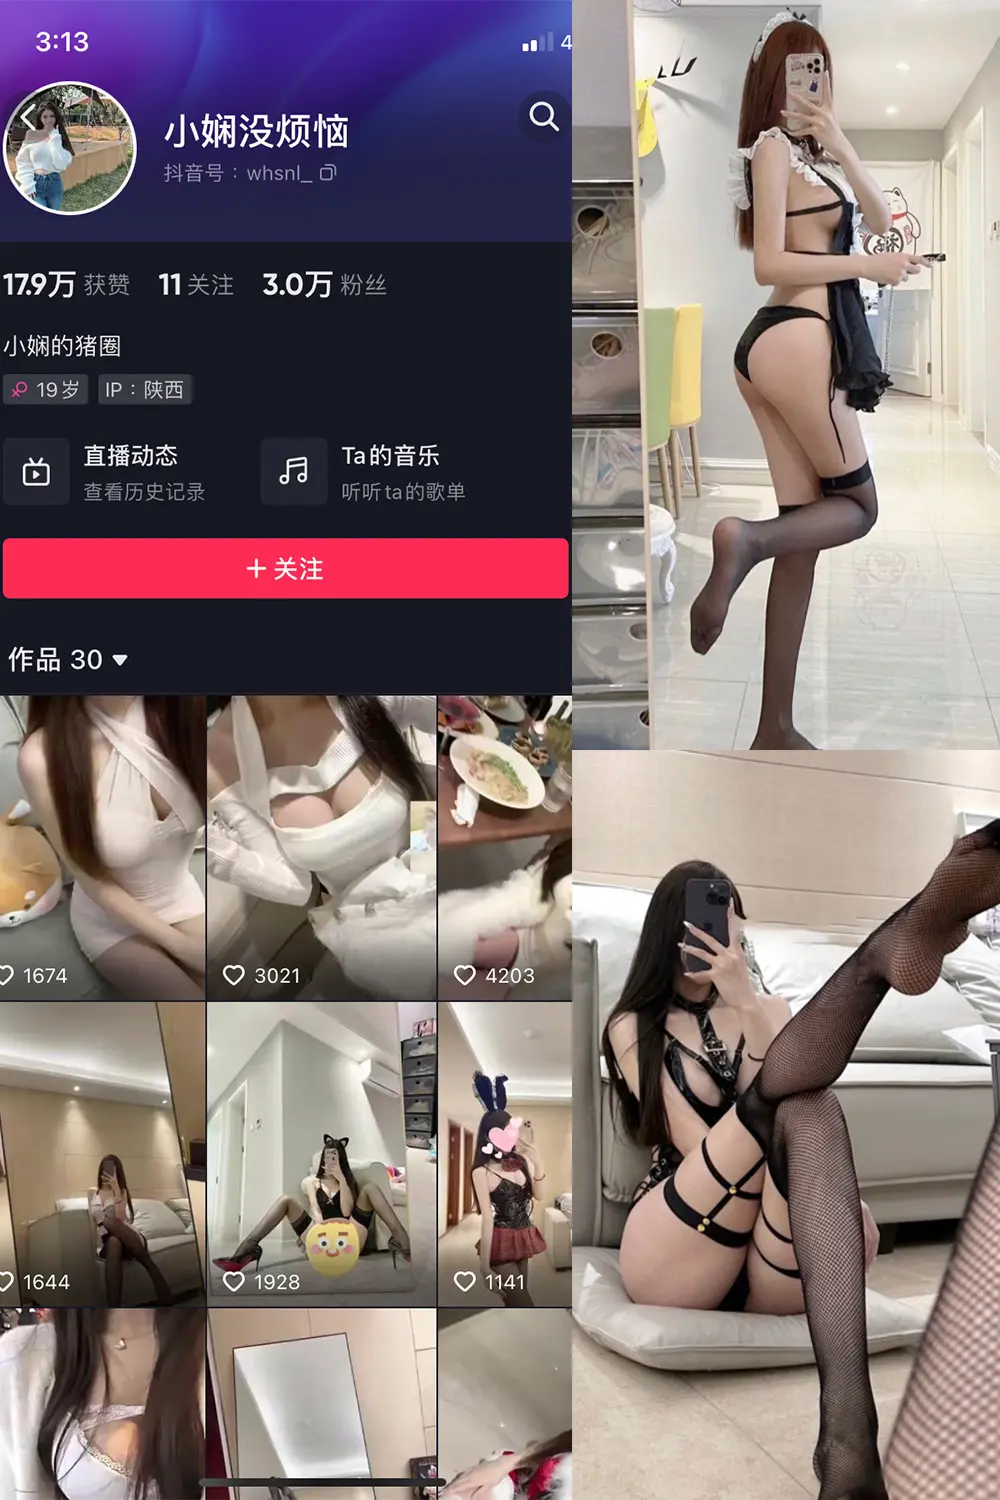 3:13
4
小娴没烦恼
抖音号：whsnl_
17.9万 获赞 11 关注 3.0万 粉丝
小娴的猪圈
19岁 IP：陕西
直播动态
查看历史记录
Ta的音乐
听听ta的歌单
+ 关注
作品 30
1674
3021
4203
1644
1928
1141
福